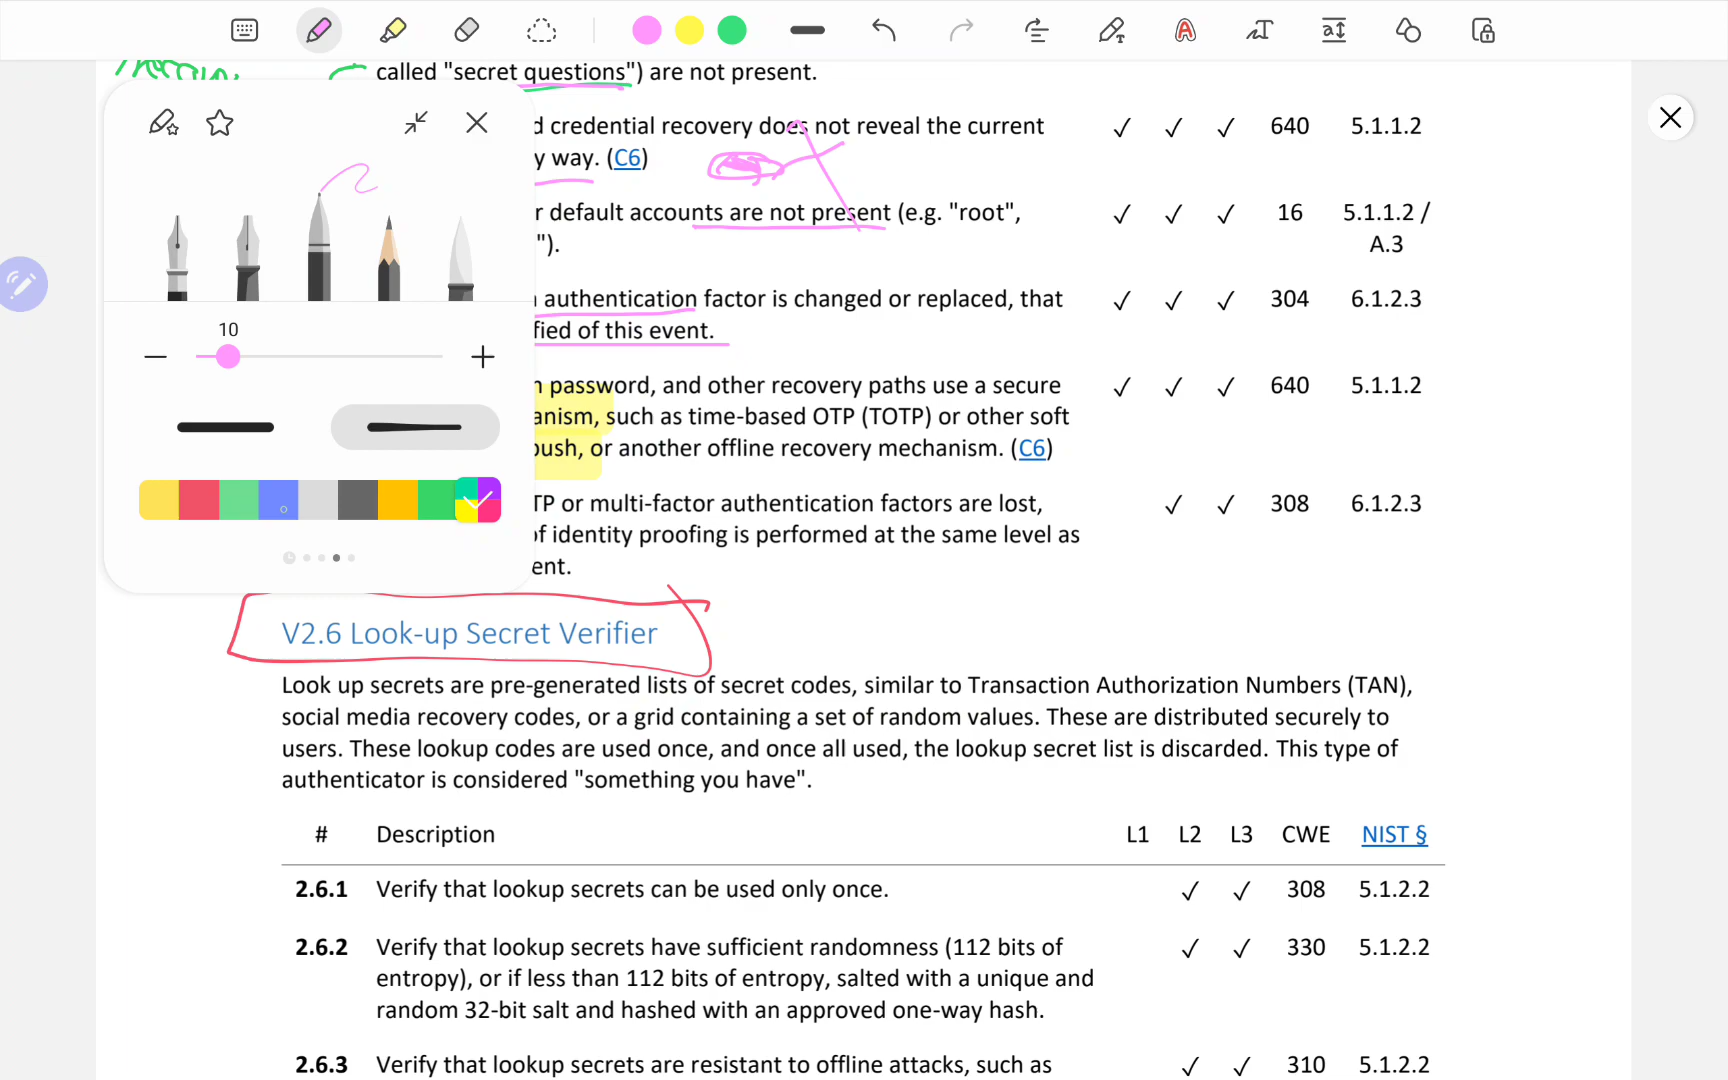 called "secret questions") are not present.
d credential recovery does not reveal the current ✓ ✓ ✓ 640 5.1.1.2
y way. (C6)
r default accounts are not present (e.g. "root", ✓ ✓ ✓ 16 5.1.1.2 /
"). A.3
authentication factor is changed or replaced, that ✓ ✓ ✓ 304 6.1.2.3
fied of this event.
n password, and other recovery paths use a secure ✓ ✓ ✓ 640 5.1.1.2
anism, such as time-based OTP (TOTP) or other soft
push, or another offline recovery mechanism. (C6)
TP or multi-factor authentication factors are lost, ✓ ✓ 308 6.1.2.3
of identity proofing is performed at the same level as
ent.
10
V2.6 Look-up Secret Verifier
Look up secrets are pre-generated lists of secret codes, similar to Transaction Authorization Numbers (TAN),
social media recovery codes, or a grid containing a set of random values. These are distributed securely to
users. These lookup codes are used once, and once all used, the lookup secret list is discarded. This type of
authenticator is considered "something you have".
# Description L1 L2 L3 CWE NIST §
2.6.1 Verify that lookup secrets can be used only once. ✓ ✓ 308 5.1.2.2
2.6.2 Verify that lookup secrets have sufficient randomness (112 bits of ✓ ✓ 330 5.1.2.2
entropy), or if less than 112 bits of entropy, salted with a unique and
random 32-bit salt and hashed with an approved one-way hash.
2.6.3 Verify that lookup secrets are resistant to offline attacks, such as ✓ ✓ 310 5.1.2.2